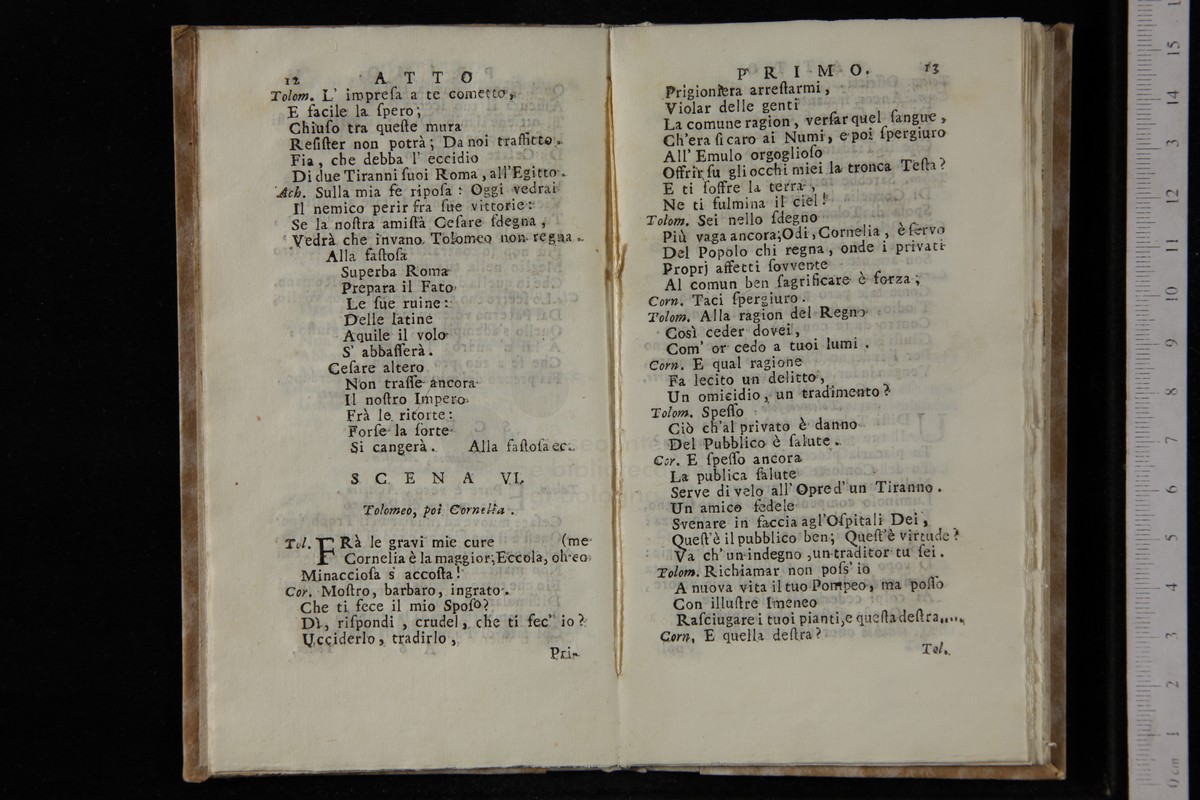 12 ATTO
Tolom. L' impreſa a te cometto,
E facile la ſpero;
Chiuſo tra queſte mura
Reſiſter non potrà; Da noi traffitto.
Fia, che debba l' eccidio
Di due Tiranni ſuoi Roma, all'Egitto.
Ach. Sulla mia fe ripoſa: Oggi vedrai
Il nemico perir fra ſue vittorie:
Se la noſtra amiſtà Ceſare ſdegna,
Vedrà che invano Tolomeo non regna.
Alla faſtoſa
Superba Roma
Prepara il Fato
Le ſue ruine:
Delle latine
Aquile il volo
S' abbaſſerà.
Ceſare altero
Non traſſe ancora
Il noſtro Impero
Frà le ritorte:
Forſe la ſorte
Si cangerà. Alla faſtoſa ec.
SCENA VI.
Tolomeo, poi Cornelia.
Tol. FRà le gravi mie cure (me
Cornelia è la maggior; Eccola, oh eo
Minaccioſa s' accoſta!
Cor. Moſtro, barbaro, ingrato.
Che ti fece il mio Spoſo?
Dì, riſpondi, crudel, che ti fec' io?
Ucciderlo, tradirlo,
Pri-
PRIMO. 13
Prigioniera arreſtarmi,
Violar delle genti
La comune ragion, verſar quel ſangue,
Ch'era ſi caro ai Numi, e poi ſpergiuro
All' Emulo orgoglioſo
Offrir ſu gli occhi miei la tronca Teſta?
E ti ſoffre la terra,
Ne ti fulmina il ciel!
Tolom. Sei nello ſdegno
Più vaga ancora; Odi, Cornelia, è ſervo
Del Popolo chi regna, onde i privati
Proprj affetti ſovvente
Al comun ben ſagrificare è forza;
Corn. Taci ſpergiuro.
Tolom. Alla ragion del Regno
Così ceder dovei,
Com' or cedo a tuoi lumi.
Corn. E qual ragione
Fa lecito un delitto,
Un omicidio, un tradimento?
Tolom. Speſſo
Ciò ch'al privato è danno
Del Pubblico è ſalute.
Cor. E ſpeſſo ancora
La publica ſalute
Serve di velo all' Opre d' un Tiranno.
Un amico fedele
Svenare in faccia agl'Oſpitali Dei,
Queſt' è il pubblico ben; Queſt' è virtude?
Va ch' un indegno, un traditor tu ſei.
Tolom. Richiamar non poſs' io
A nuova vita il tuo Pompeo, ma poſſo
Con illuſtre Imeneo
Raſciugare i tuoi pianti, e queſta deſtra.....
Corn. E quella deſtra?
Tol.